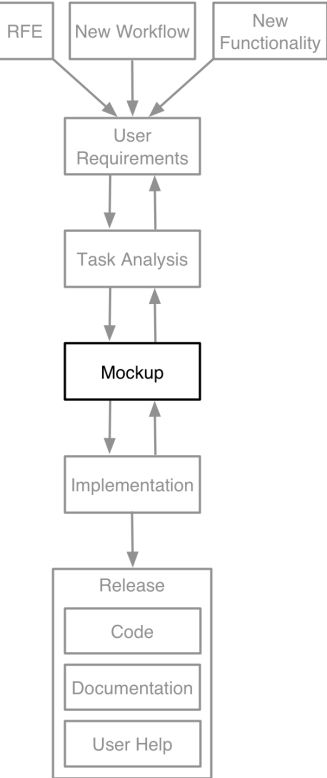 RFE
New Workflow
New
Functionality
User
Requirements
Task Analysis
Mockup
Implementation
Release
Code
Documentation
User Help